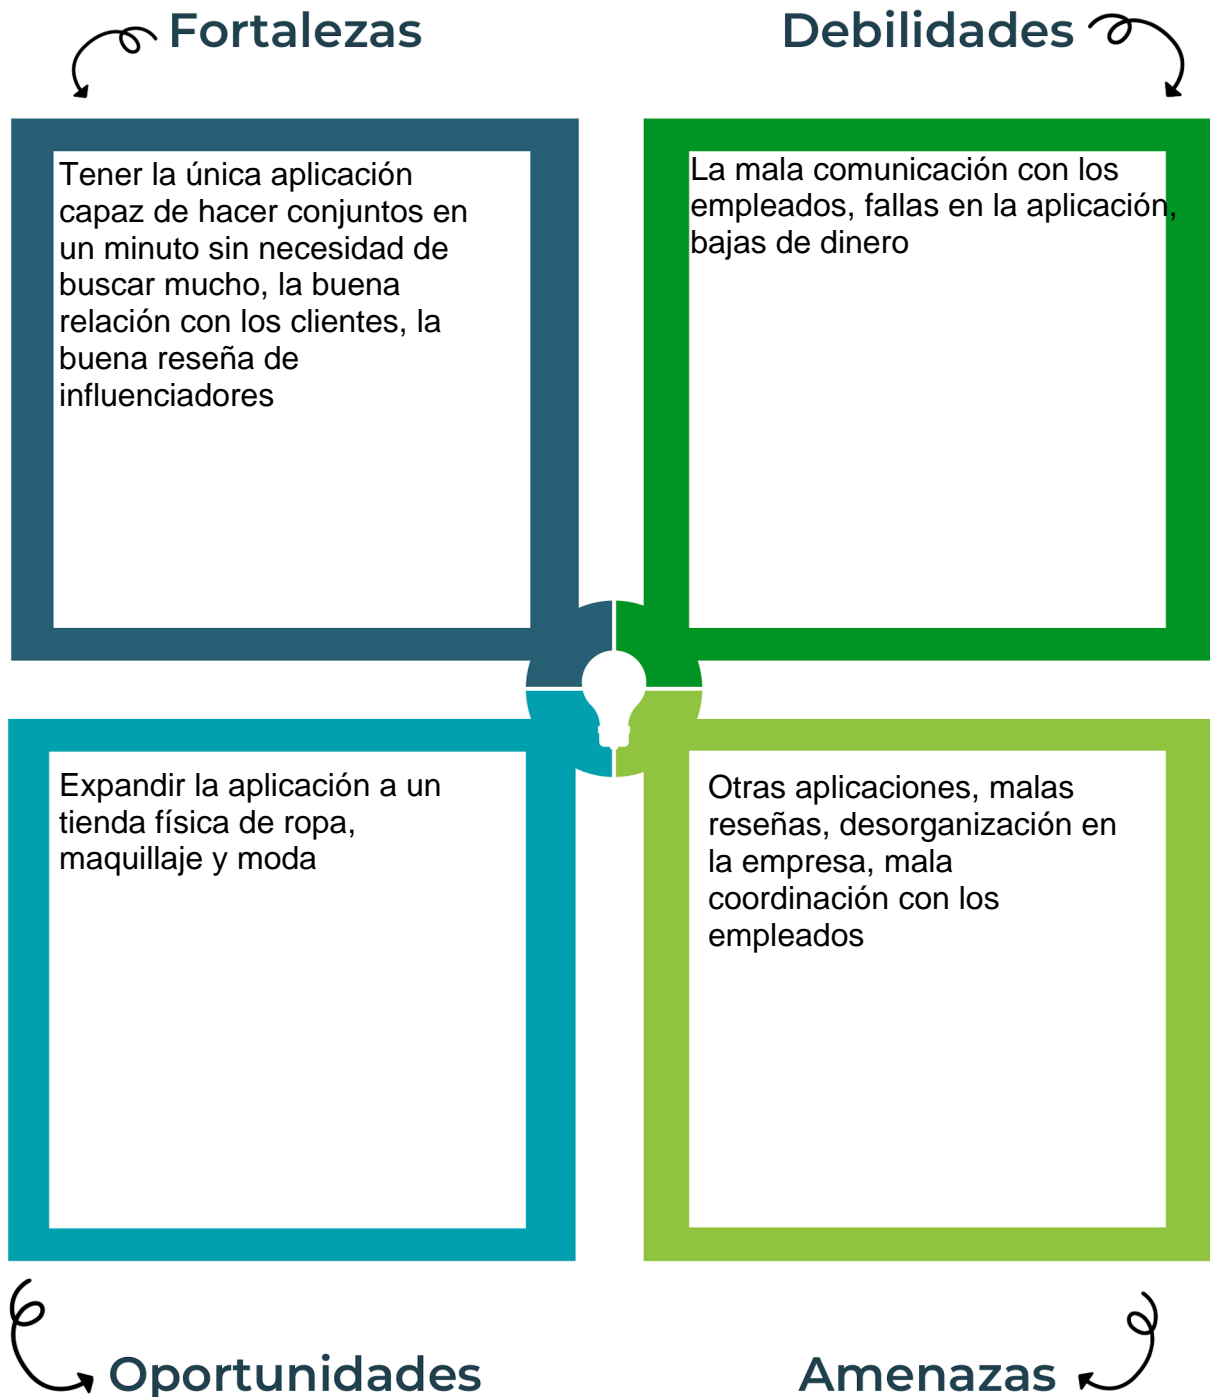 Fortalezas
Tener la única aplicación
capaz de hacer conjuntos en
un minuto sin necesidad de
buscar mucho, la buena
relación con los clientes, la
buena reseña de
influenciadores
Debilidades
La mala comunicación con los
empleados, fallas en la aplicación,
bajas de dinero
Expandir la aplicación a un
tienda física de ropa,
maquillaje y moda
Oportunidades
Otras aplicaciones, malas
reseñas, desorganización en
la empresa, mala
coordinación con los
empleados
Amenazas